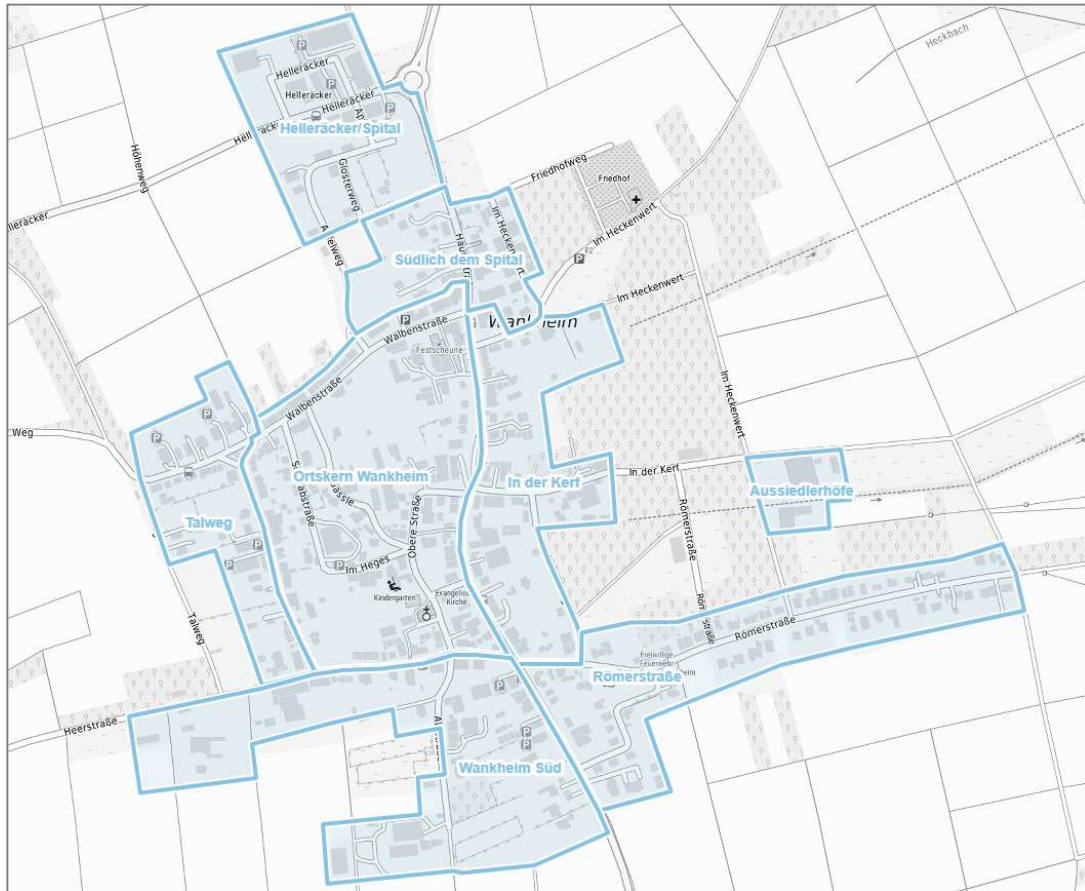 Heckbach
Helleräcker
Helleräcker
Helleräcker
Helleräcker/Spital
Höhenweg
Glosterweg
Friedhofweg
Friedhof
Im Heckenwert
Im Heckenwert
Südlich dem Spital
Im Heckenwert
Walbenstraße
Wankheim
Festscheune
Walbenstraße
Im Heckenwert
Weg
In der Kerf
Ortskern Wankheim
In der Kerf
Aussiedlerhöfe
Talweg
Obere Straße
Römerstraße
Im Heges
Kindergarten
Evangelische
Kirche
Talweg
Römerstraße
Freiwillige
Feuerwehr
Römerstraße
Heerstraße
Wankheim Süd